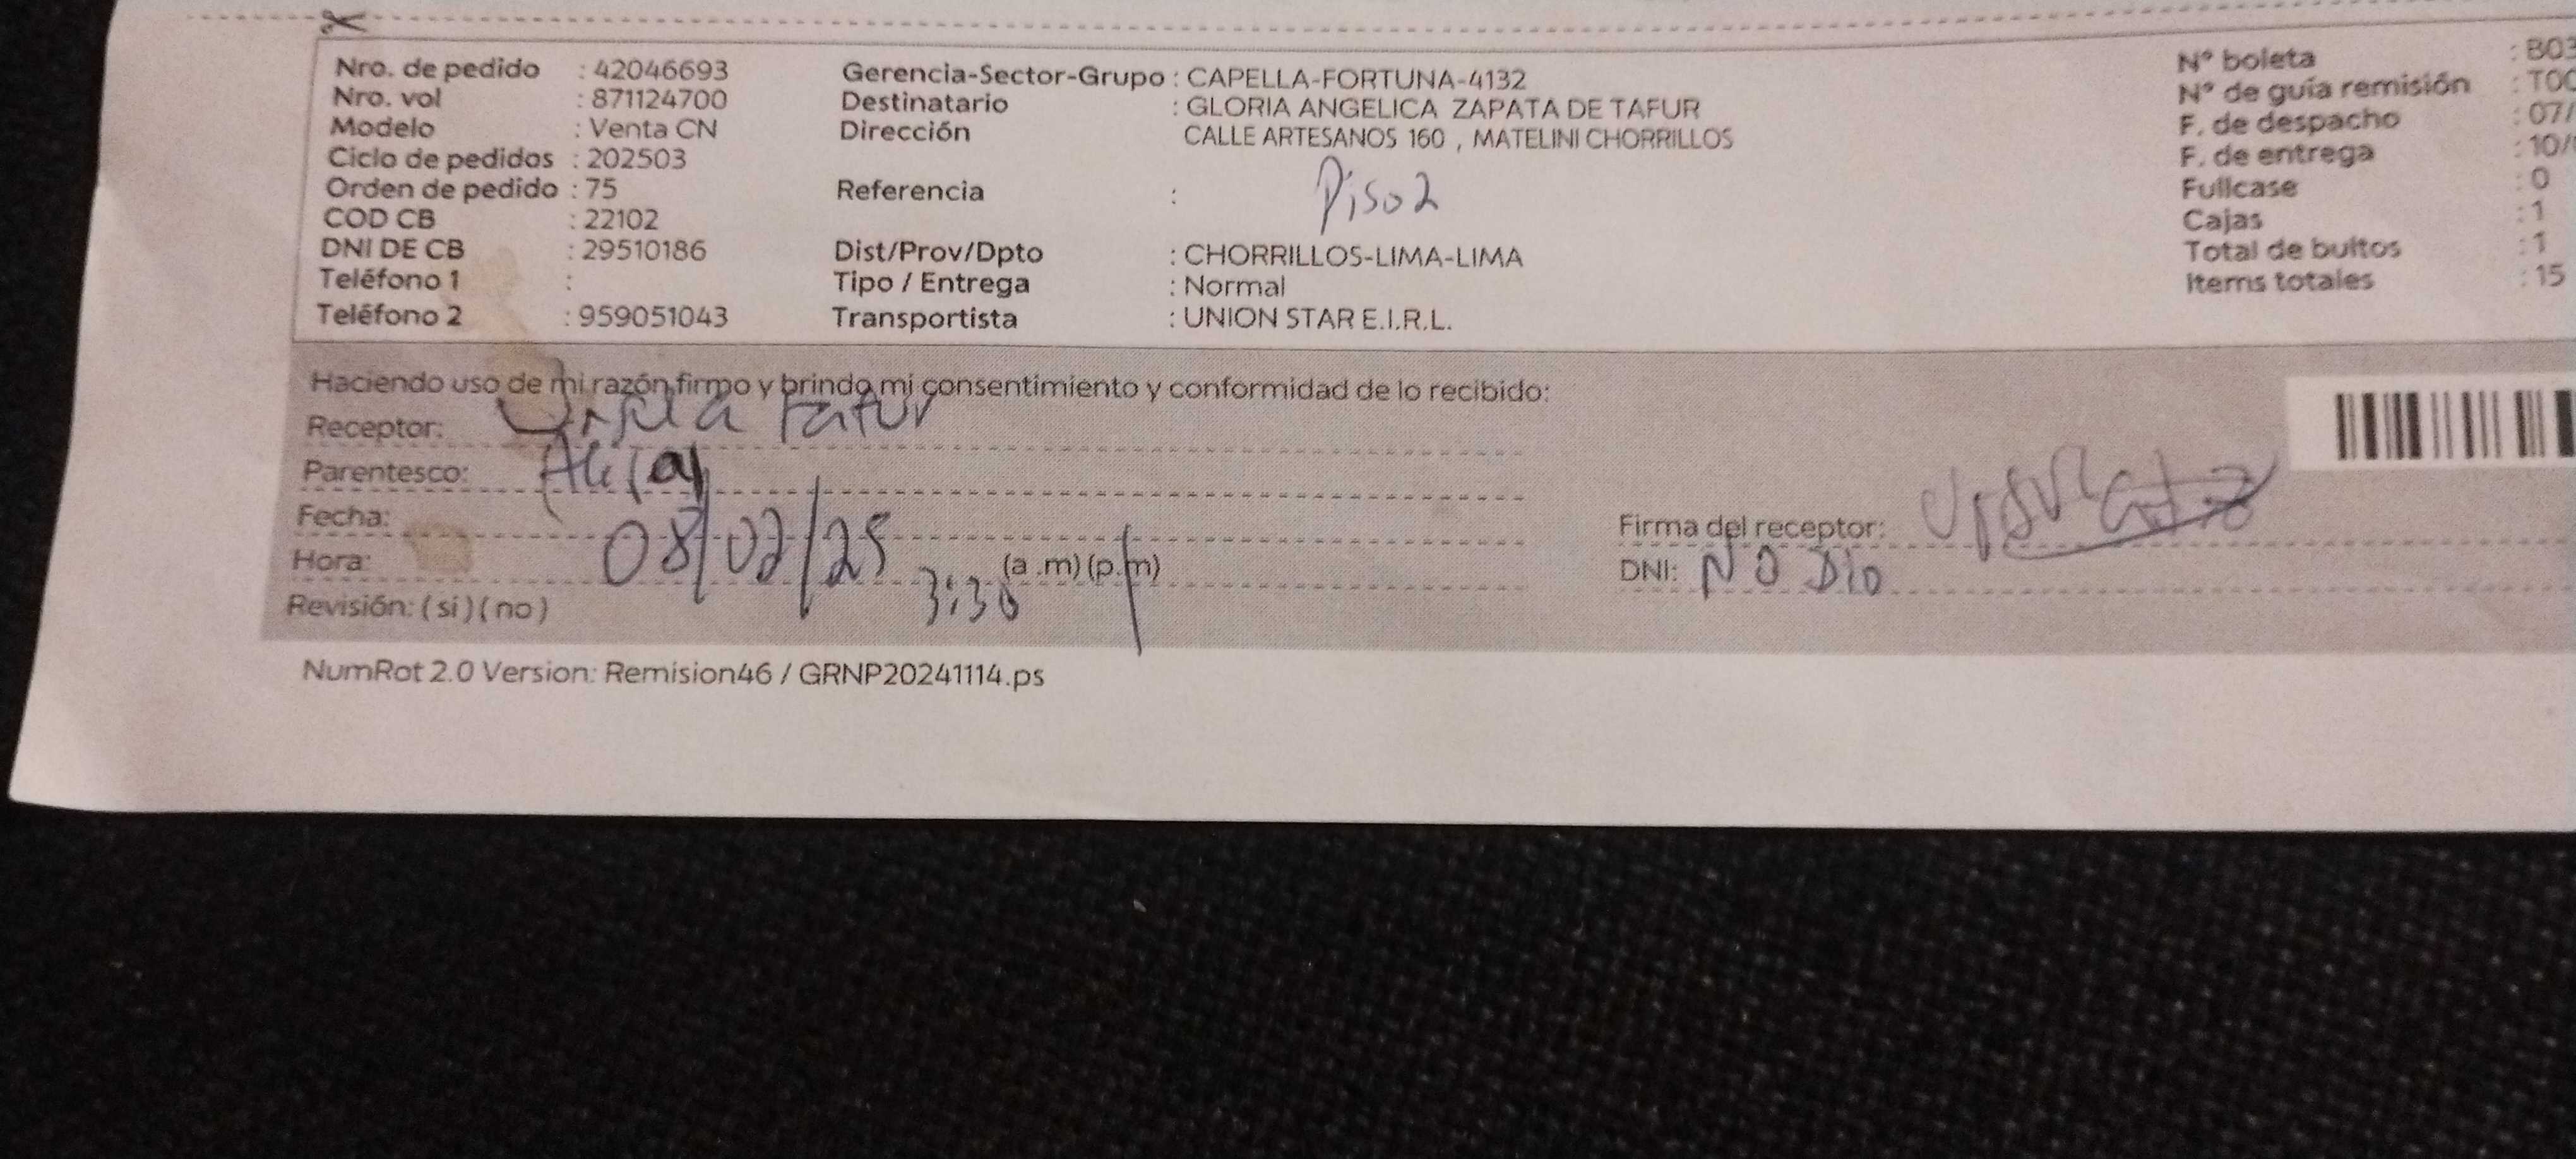 Nro. de pedido : 42046693
Nro. vol : 871124700
Modelo : Venta CN
Ciclo de pedidos : 202503
Orden de pedido : 75
COD CB : 22102
DNI DE CB : 29510186
Teléfono 1 :
Teléfono 2 : 959051043
Gerencia-Sector-Grupo : CAPELLA-FORTUNA-4132
Destinatario : GLORIA ANGELICA ZAPATA DE TAFUR
Dirección CALLE ARTESANOS 160 , MATELINI CHORRILLOS
Referencia : Piso 2
Dist/Prov/Dpto : CHORRILLOS-LIMA-LIMA
Tipo / Entrega : Normal
Transportista : UNION STAR E.I.R.L.
N° boleta : B03
N° de guía remisión : T00
F. de despacho : 07/
F. de entrega : 10/
Fullcase : 0
Cajas : 1
Total de bultos : 1
Items totales : 15
Haciendo uso de mi razón,firmo y brindo mi consentimiento y conformidad de lo recibido:
Receptor: Tafur
Parentesco:
Fecha: 08/02/25
Hora: 3:30 (a .m) (p.m)
Revisión: ( si ) ( no )
Firma del receptor:
DNI: NO DIO
NumRot 2.0 Version: Remision46 / GRNP20241114.ps